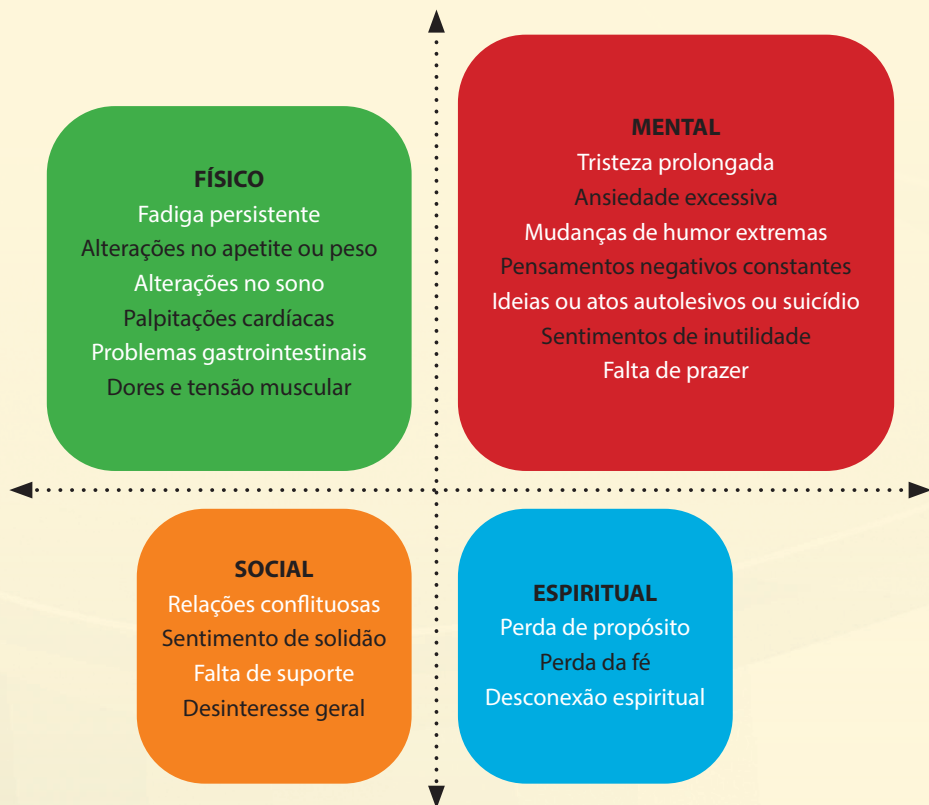 FÍSICO
Fadiga persistente
Alterações no apetite ou peso
Alterações no sono
Palpitações cardíacas
Problemas gastrointestinais
Dores e tensão muscular
MENTAL
Tristeza prolongada
Ansiedade excessiva
Mudanças de humor extremas
Pensamentos negativos constantes
Ideias ou atos autolesivos ou suicídio
Sentimentos de inutilidade
Falta de prazer
SOCIAL
Relações conflituosas
Sentimento de solidão
Falta de suporte
Desinteresse geral
ESPIRITUAL
Perda de propósito
Perda da fé
Desconexão espiritual